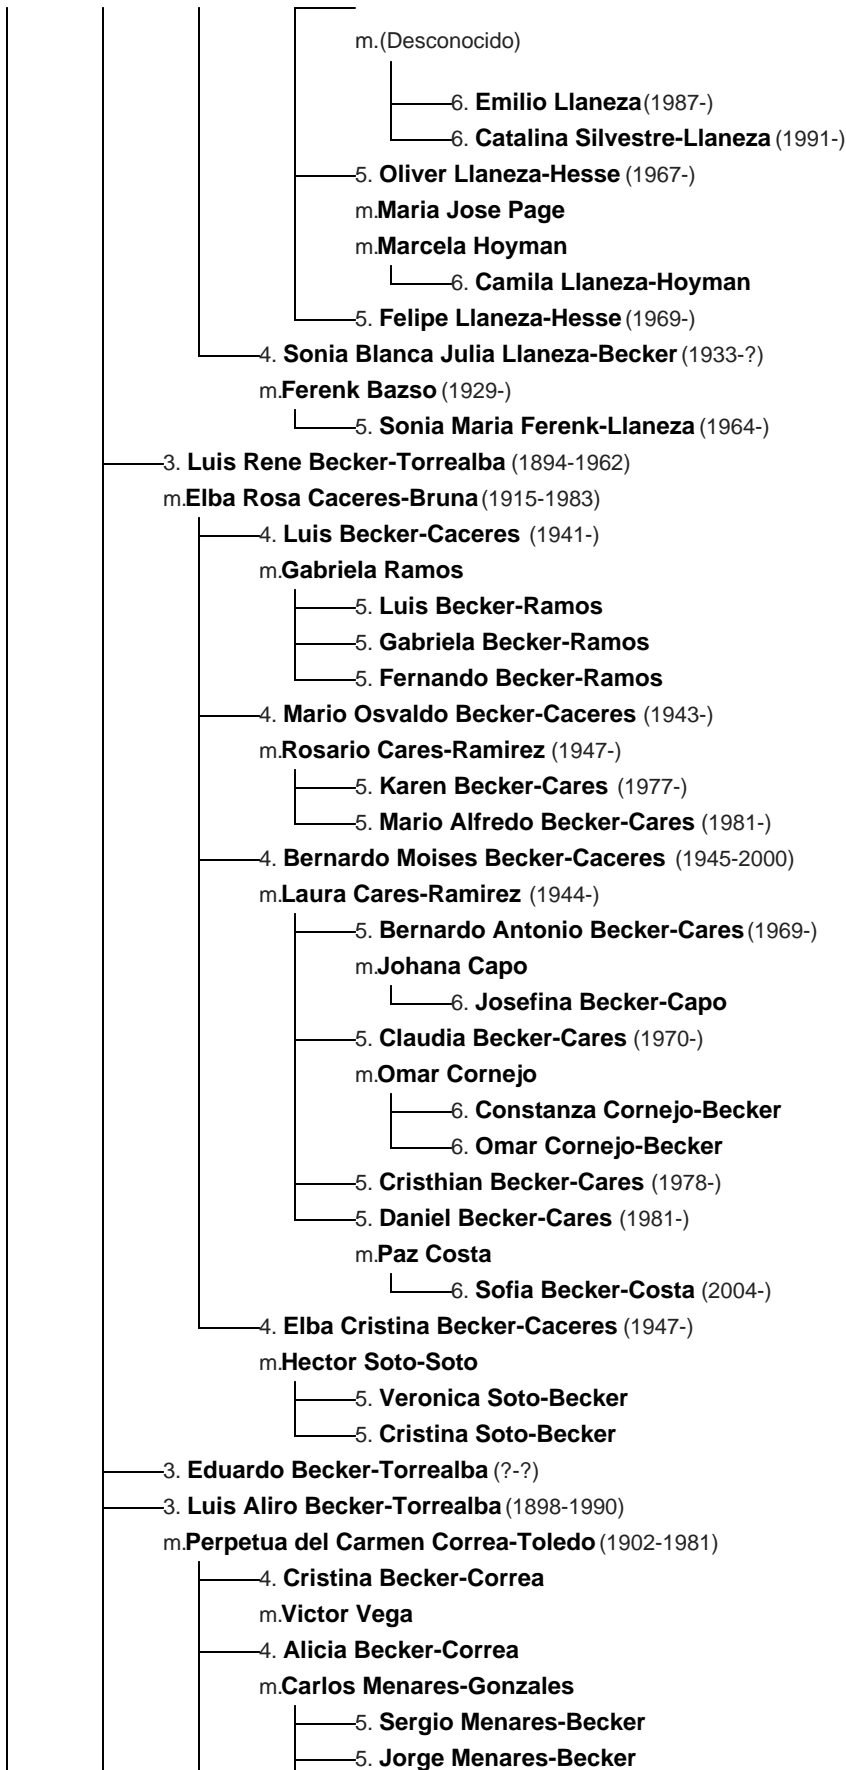 m.(Desconocido)
6. Emilio Llaneza (1987-)
6. Catalina Silvestre-Llaneza (1991-)
5. Oliver Llaneza-Hesse (1967-)
m.Maria Jose Page
m.Marcela Hoyman
6. Camila Llaneza-Hoyman
5. Felipe Llaneza-Hesse (1969-)
4. Sonia Blanca Julia Llaneza-Becker (1933-?)
m.Ferenk Bazso (1929-)
5. Sonia Maria Ferenk-Llaneza (1964-)
3. Luis Rene Becker-Torrealba (1894-1962)
m.Elba Rosa Caceres-Bruna (1915-1983)
4. Luis Becker-Caceres (1941-)
m.Gabriela Ramos
5. Luis Becker-Ramos
5. Gabriela Becker-Ramos
5. Fernando Becker-Ramos
4. Mario Osvaldo Becker-Caceres (1943-)
m.Rosario Cares-Ramirez (1947-)
5. Karen Becker-Cares (1977-)
5. Mario Alfredo Becker-Cares (1981-)
4. Bernardo Moises Becker-Caceres (1945-2000)
m.Laura Cares-Ramirez (1944-)
5. Bernardo Antonio Becker-Cares (1969-)
m.Johana Capo
6. Josefina Becker-Capo
5. Claudia Becker-Cares (1970-)
m.Omar Cornejo
6. Constanza Cornejo-Becker
6. Omar Cornejo-Becker
5. Cristhian Becker-Cares (1978-)
5. Daniel Becker-Cares (1981-)
m.Paz Costa
6. Sofia Becker-Costa (2004-)
4. Elba Cristina Becker-Caceres (1947-)
m.Hector Soto-Soto
5. Veronica Soto-Becker
5. Cristina Soto-Becker
3. Eduardo Becker-Torrealba (?-?)
3. Luis Aliro Becker-Torrealba (1898-1990)
m.Perpetua del Carmen Correa-Toledo (1902-1981)
4. Cristina Becker-Correa
m.Victor Vega
4. Alicia Becker-Correa
m.Carlos Menares-Gonzales
5. Sergio Menares-Becker
5. Jorge Menares-Becker